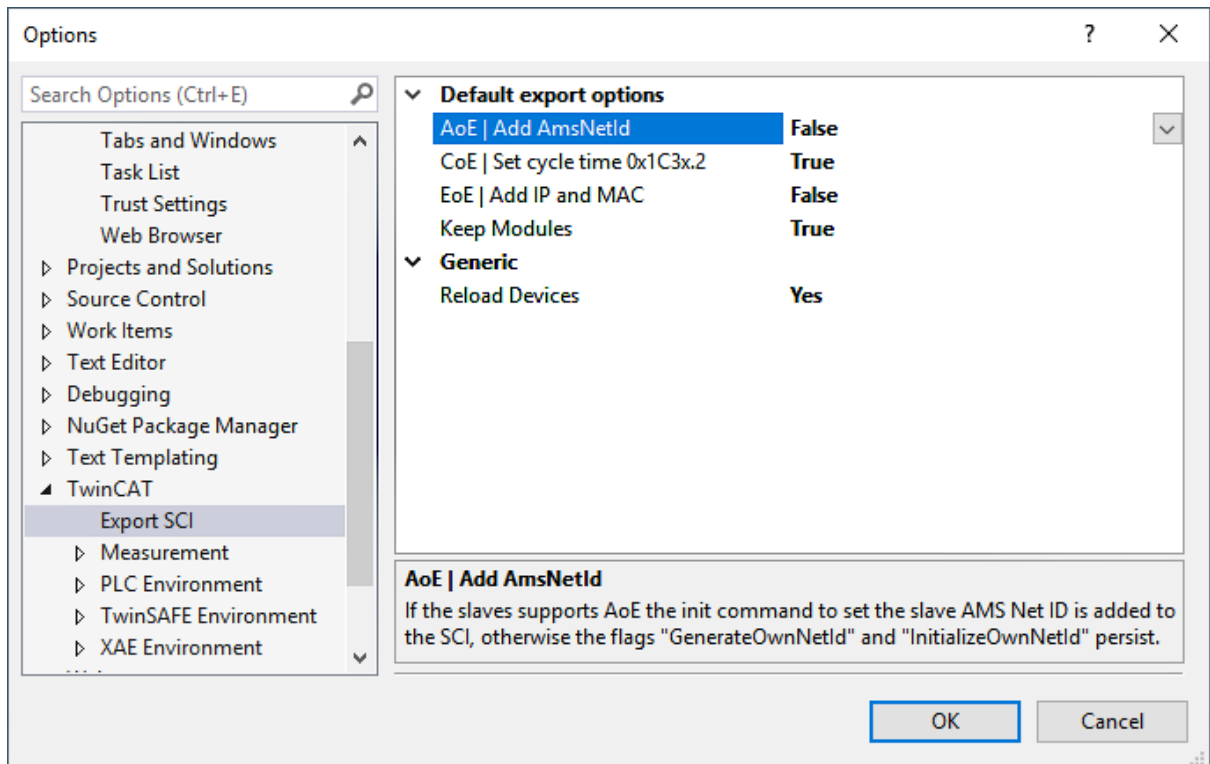 Options
?
Search Options (Ctrl+E)
Tabs and Windows
Task List
Trust Settings
Web Browser
Projects and Solutions
Source Control
Work Items
Text Editor
Debugging
NuGet Package Manager
Text Templating
TwinCAT
Export SCI
Measurement
PLC Environment
TwinSAFE Environment
XAE Environment
Default export options
AoE | Add AmsNetId False
CoE | Set cycle time 0x1C3x.2 True
EoE | Add IP and MAC False
Keep Modules True
Generic
Reload Devices Yes
AoE | Add AmsNetId
If the slaves supports AoE the init command to set the slave AMS Net ID is added to
the SCI, otherwise the flags "GenerateOwnNetId" and "InitializeOwnNetId" persist.
OK Cancel